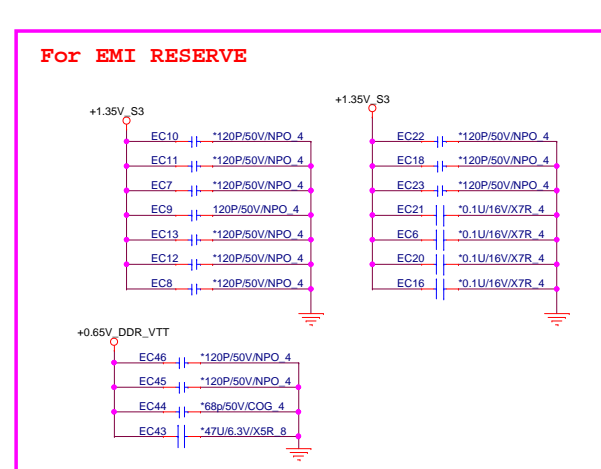 For EMI RESERVE
+1.35V_S3
EC10 *120P/50V/NPO_4
EC11 *120P/50V/NPO_4
EC7 *120P/50V/NPO_4
EC9 120P/50V/NPO_4
EC13 *120P/50V/NPO_4
EC12 *120P/50V/NPO_4
EC8 *120P/50V/NPO_4
+1.35V_S3
EC22 *120P/50V/NPO_4
EC18 *120P/50V/NPO_4
EC23 *120P/50V/NPO_4
EC21 *0.1U/16V/X7R_4
EC6 *0.1U/16V/X7R_4
EC20 *0.1U/16V/X7R_4
EC16 *0.1U/16V/X7R_4
+0.65V_DDR_VTT
EC46 *120P/50V/NPO_4
EC45 *120P/50V/NPO_4
EC44 *68p/50V/COG_4
EC43 *47U/6.3V/X5R_8